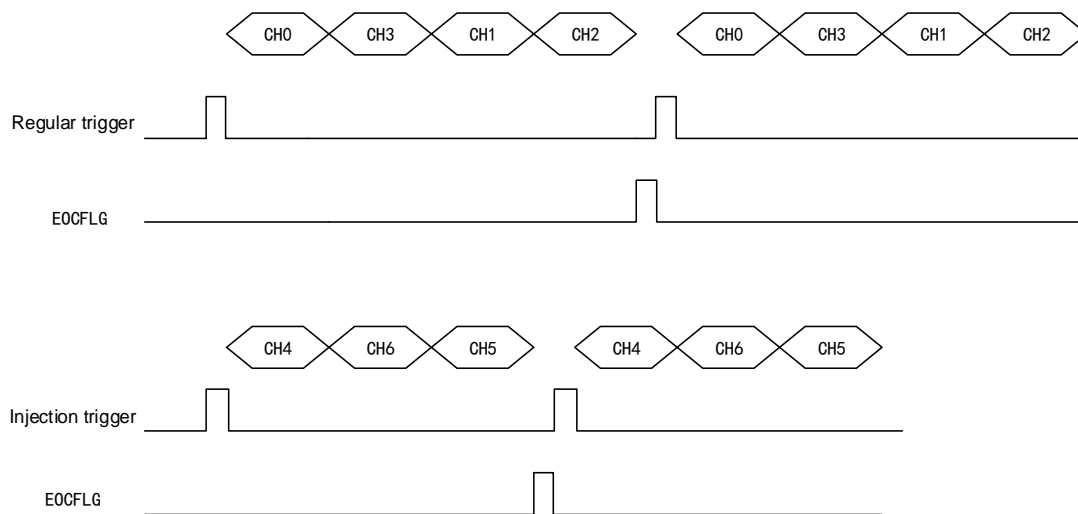 CH0 CH3 CH1 CH2 CH0 CH3 CH1 CH2
Regular trigger
EOCFLG
CH4 CH6 CH5 CH4 CH6 CH5
Injection trigger
EOCFLG